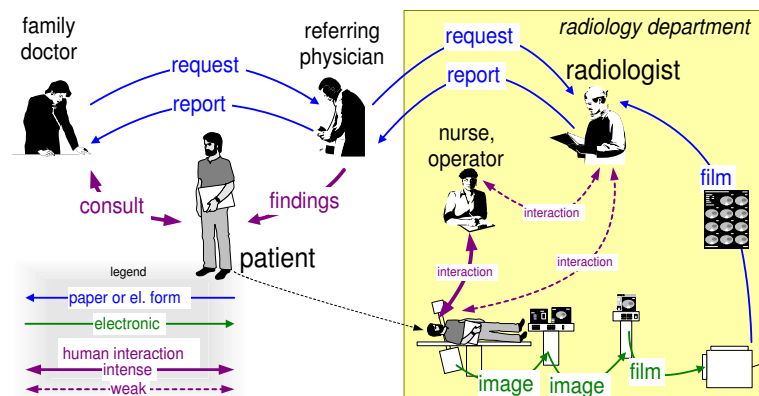 family
doctor
referring
physician
radiology department
request
request
radiologist
report
report
nurse,
operator
film
consult
findings
interaction
interaction
patient
interaction
legend
paper or el. form
electronic
human interaction
intense
weak
image
image
film